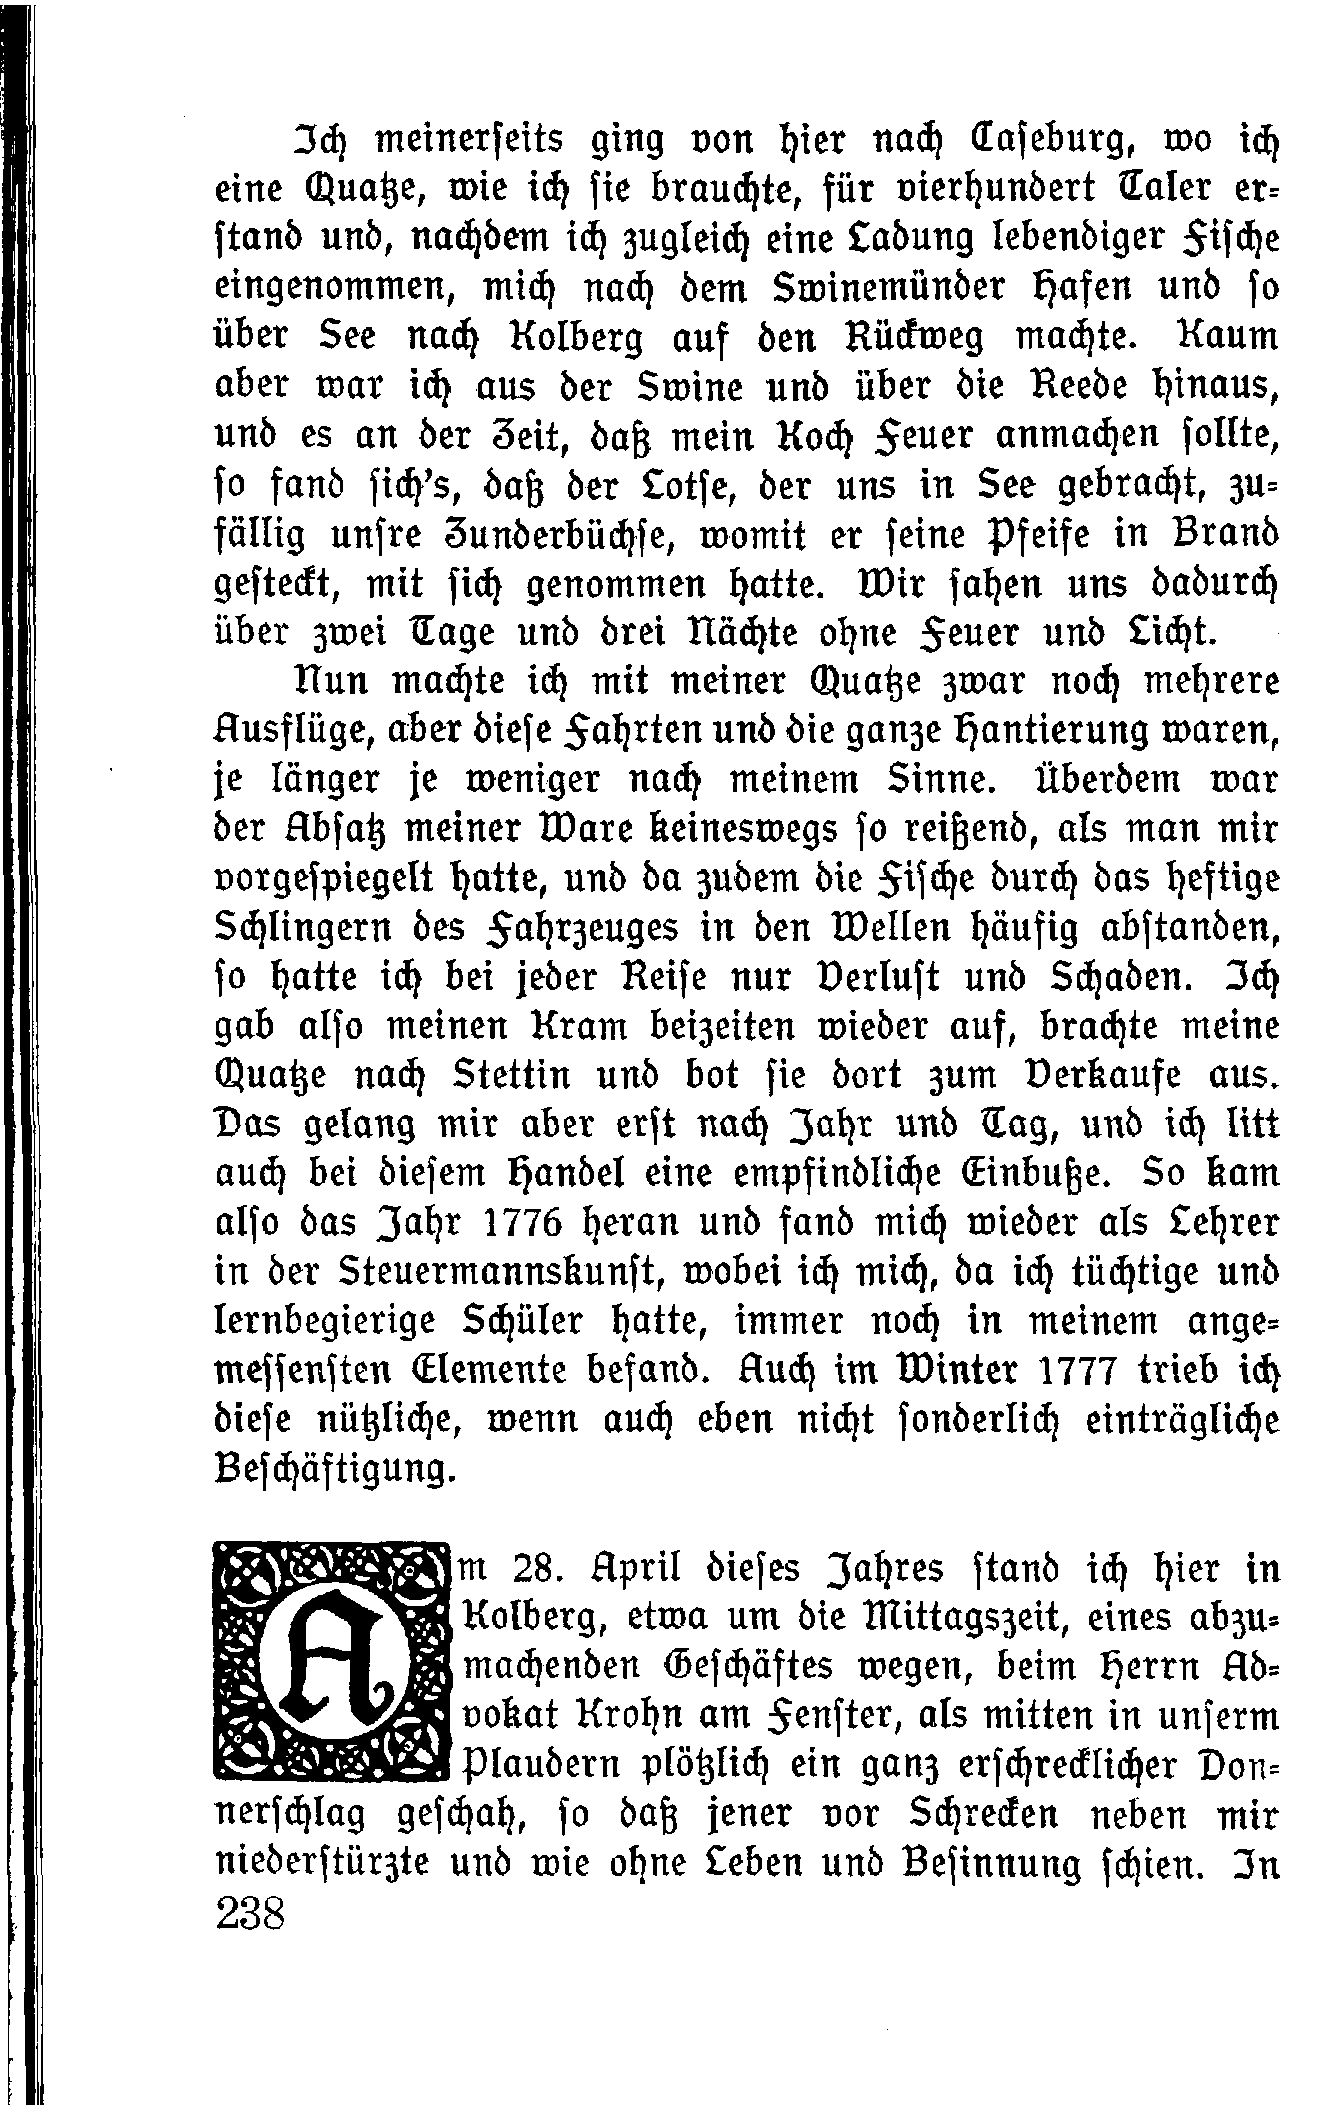 Ich meinerseits ging von hier nach Caseburg, wo ich
eine Quatze, wie ich sie brauchte, für vierhundert Taler er-
stand und, nachdem ich zugleich eine Ladung lebendiger Fische
eingenommen, mich nach dem Swinemünder Hafen und so
über See nach Kolberg auf den Rückweg machte. Kaum
aber war ich aus der Swine und über die Reede hinaus,
und es an der Zeit, daß mein Koch Feuer anmachen sollte,
so fand sich's, daß der Lotse, der uns in See gebracht, zu-
fällig unsre Zunderbüchse, womit er seine Pfeife in Brand
gesteckt, mit sich genommen hatte. Wir sahen uns dadurch
über zwei Tage und drei Nächte ohne Feuer und Licht.
Nun machte ich mit meiner Quatze zwar noch mehrere
Ausflüge, aber diese Fahrten und die ganze Hantierung waren,
je länger je weniger nach meinem Sinne. Überdem war
der Absatz meiner Ware keineswegs so reißend, als man mir
vorgespiegelt hatte, und da zudem die Fische durch das heftige
Schlingern des Fahrzeuges in den Wellen häufig abstanden,
so hatte ich bei jeder Reise nur Verlust und Schaden. Ich
gab also meinen Kram beizeiten wieder auf, brachte meine
Quatze nach Stettin und bot sie dort zum Verkaufe aus.
Das gelang mir aber erst nach Jahr und Tag, und ich litt
auch bei diesem Handel eine empfindliche Einbuße. So kam
also das Jahr 1776 heran und fand mich wieder als Lehrer
in der Steuermannskunst, wobei ich mich, da ich tüchtige und
lernbegierige Schüler hatte, immer noch in meinem ange-
messensten Elemente befand. Auch im Winter 1777 trieb ich
diese nützliche, wenn auch eben nicht sonderlich einträgliche
Beschäftigung.
Am 28. April dieses Jahres stand ich hier in
Kolberg, etwa um die Mittagszeit, eines abzu-
machenden Geschäftes wegen, beim Herrn Ad-
vokat Krohn am Fenster, als mitten in unserm
Plaudern plötzlich ein ganz erschrecklicher Don-
nerschlag geschah, so daß jener vor Schrecken neben mir
niederstürzte und wie ohne Leben und Besinnung schien. In
238